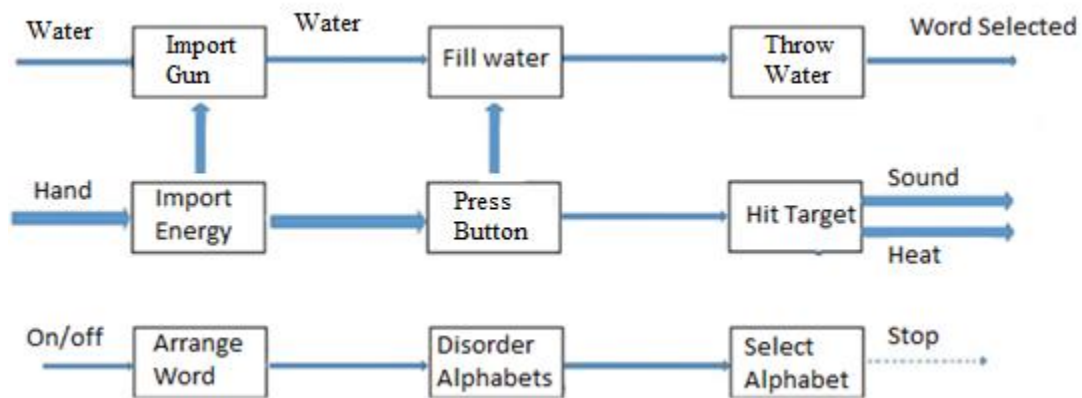 Water
Import
Gun
Water
Fill water
Throw
Water
Word Selected
Hand
Import
Energy
Press
Button
Hit Target
Sound
Heat
On/off
Arrange
Word
Disorder
Alphabets
Select
Alphabet
Stop